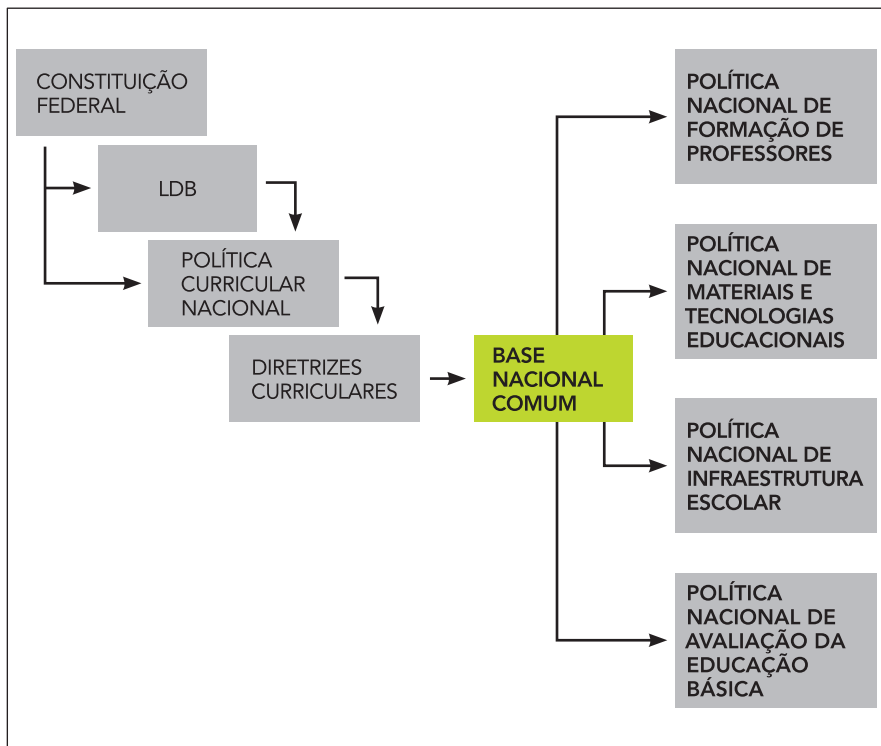 CONSTITUIÇÃO
FEDERAL
LDB
POLÍTICA
CURRICULAR
NACIONAL
DIRETRIZES
CURRICULARES
BASE
NACIONAL
COMUM
POLÍTICA
NACIONAL DE
FORMAÇÃO DE
PROFESSORES
POLÍTICA
NACIONAL DE
MATERIAIS E
TECNOLOGIAS
EDUCACIONAIS
POLÍTICA
NACIONAL DE
INFRAESTRUTURA
ESCOLAR
POLÍTICA
NACIONAL DE
AVALIAÇÃO DA
EDUCAÇÃO
BÁSICA